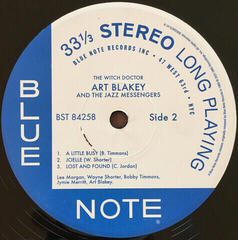 33 1/3 STEREO LONG PLAYING
BLUE NOTE RECORDS INC • 47 WEST 63rd • NYC
THE WITCH DOCTOR
ART BLAKEY
AND THE JAZZ MESSENGERS
BST 84258
Side 2
1. A LITTLE BUSY (B. Timmons)
2. JOELLE (W. Shorter)
3. LOST AND FOUND (C. Jordan)
Lee Morgan, Wayne Shorter, Bobby Timmons,
Jymie Merritt, Art Blakey.
BLUE
NOTE